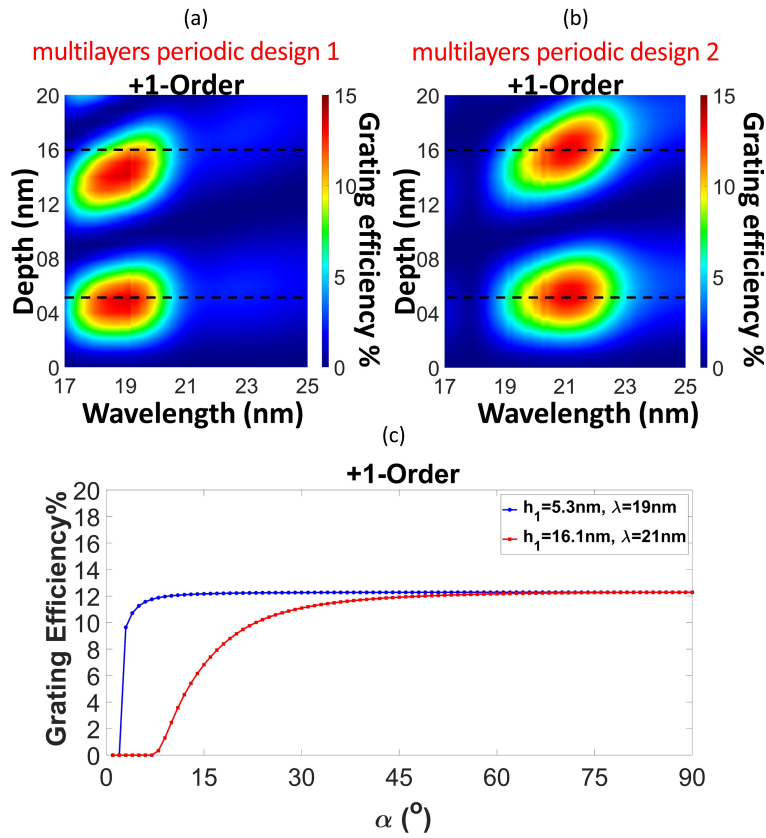 (a)
multilayers periodic design 1
+1-Order
20
16
12
08
04
0
Depth (nm)
17 19 21 23 25
Wavelength (nm)
15
10
5
0
Grating efficiency %
(b)
multilayers periodic design 2
+1-Order
20
16
12
08
04
0
Depth (nm)
17 19 21 23 25
Wavelength (nm)
15
10
5
0
Grating efficiency %
(c)
+1-Order
20
18
16
14
12
10
8
6
4
2
0
Grating Efficiency%
h1=5.3nm, λ=19nm
h1=16.1nm, λ=21nm
0 15 30 45 60 75 90
α (o)